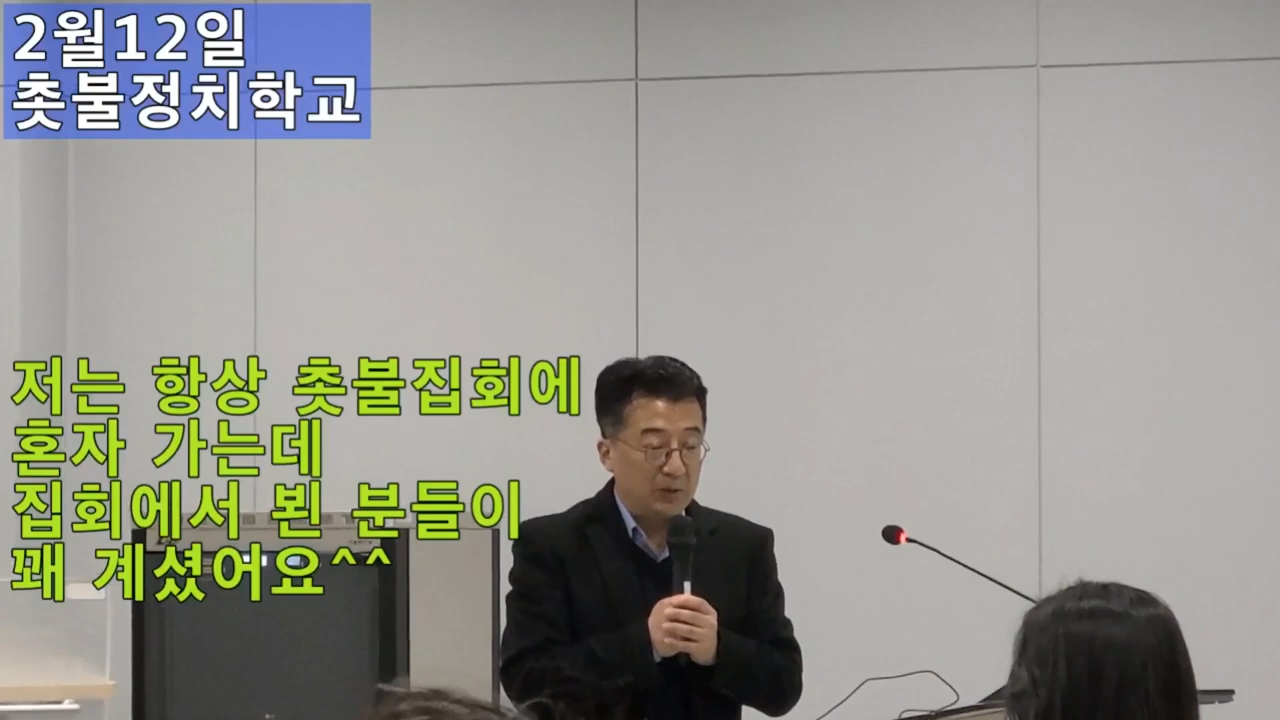 2월12일
촛불정치학교
저는 항상 촛불집회에
혼자 가는데
집회에서 뵌 분들이
꽤 계셨어요^^